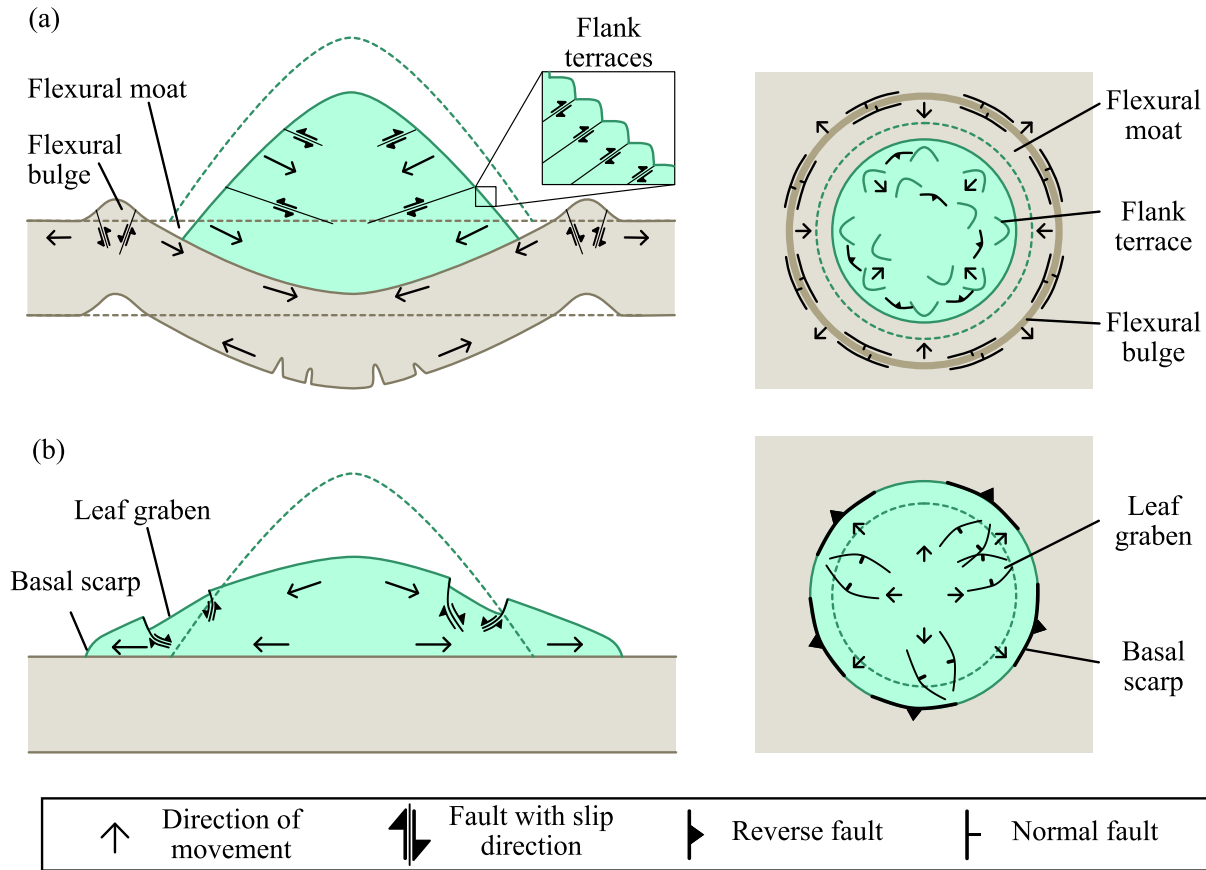 (a)
Flank
terraces
Flexural moat
Flexural
bulge
Flexural
moat
Flank
terrace
Flexural
bulge
(b)
Leaf graben
Basal scarp
Leaf
graben
Basal
scarp
Direction of
movement
Fault with slip
direction
Reverse fault
Normal fault